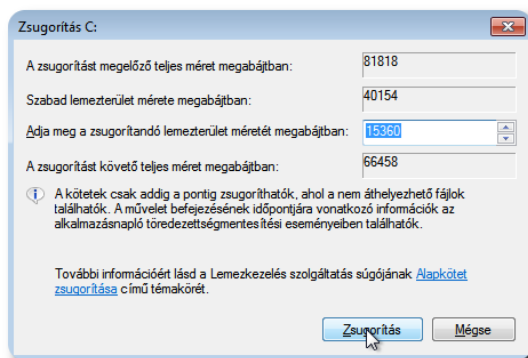 Zsugorítás C:
A zsugorítást megelőző teljes méret megabájtban: 81818
Szabad lemezterület mérete megabájtban: 40154
Adja meg a zsugorítandó lemezterület méretét megabájtban: 15360
A zsugorítást követő teljes méret megabájtban: 66458
A kötetek csak addig a pontig zsugoríthatók, ahol a nem áthelyezhető fájlok
találhatók. A művelet befejezésének időpontjára vonatkozó információk az
alkalmazásnapló töredezettségmentesítési eseményeiben találhatók.
További információért lásd a Lemezkezelés szolgáltatás súgójának Alapkötet
zsugorítása című témakörét.
Zsugorítás Mégse